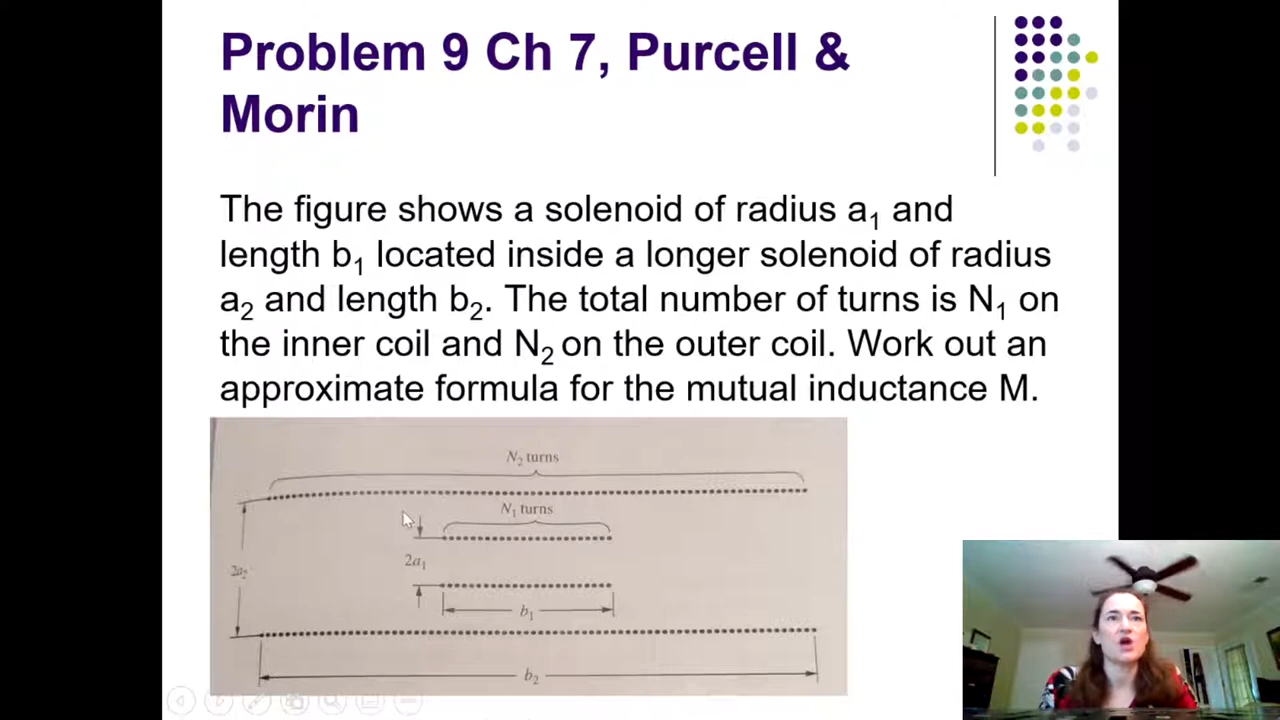 Problem 9 Ch 7, Purcell &
Morin
The figure shows a solenoid of radius a₁ and
length b₁ located inside a longer solenoid of radius
a₂ and length b₂. The total number of turns is N₁ on
the inner coil and N₂ on the outer coil. Work out an
approximate formula for the mutual inductance M.
N₂ turns
N₁ turns
2a₁
2a₂
b₁
b₂